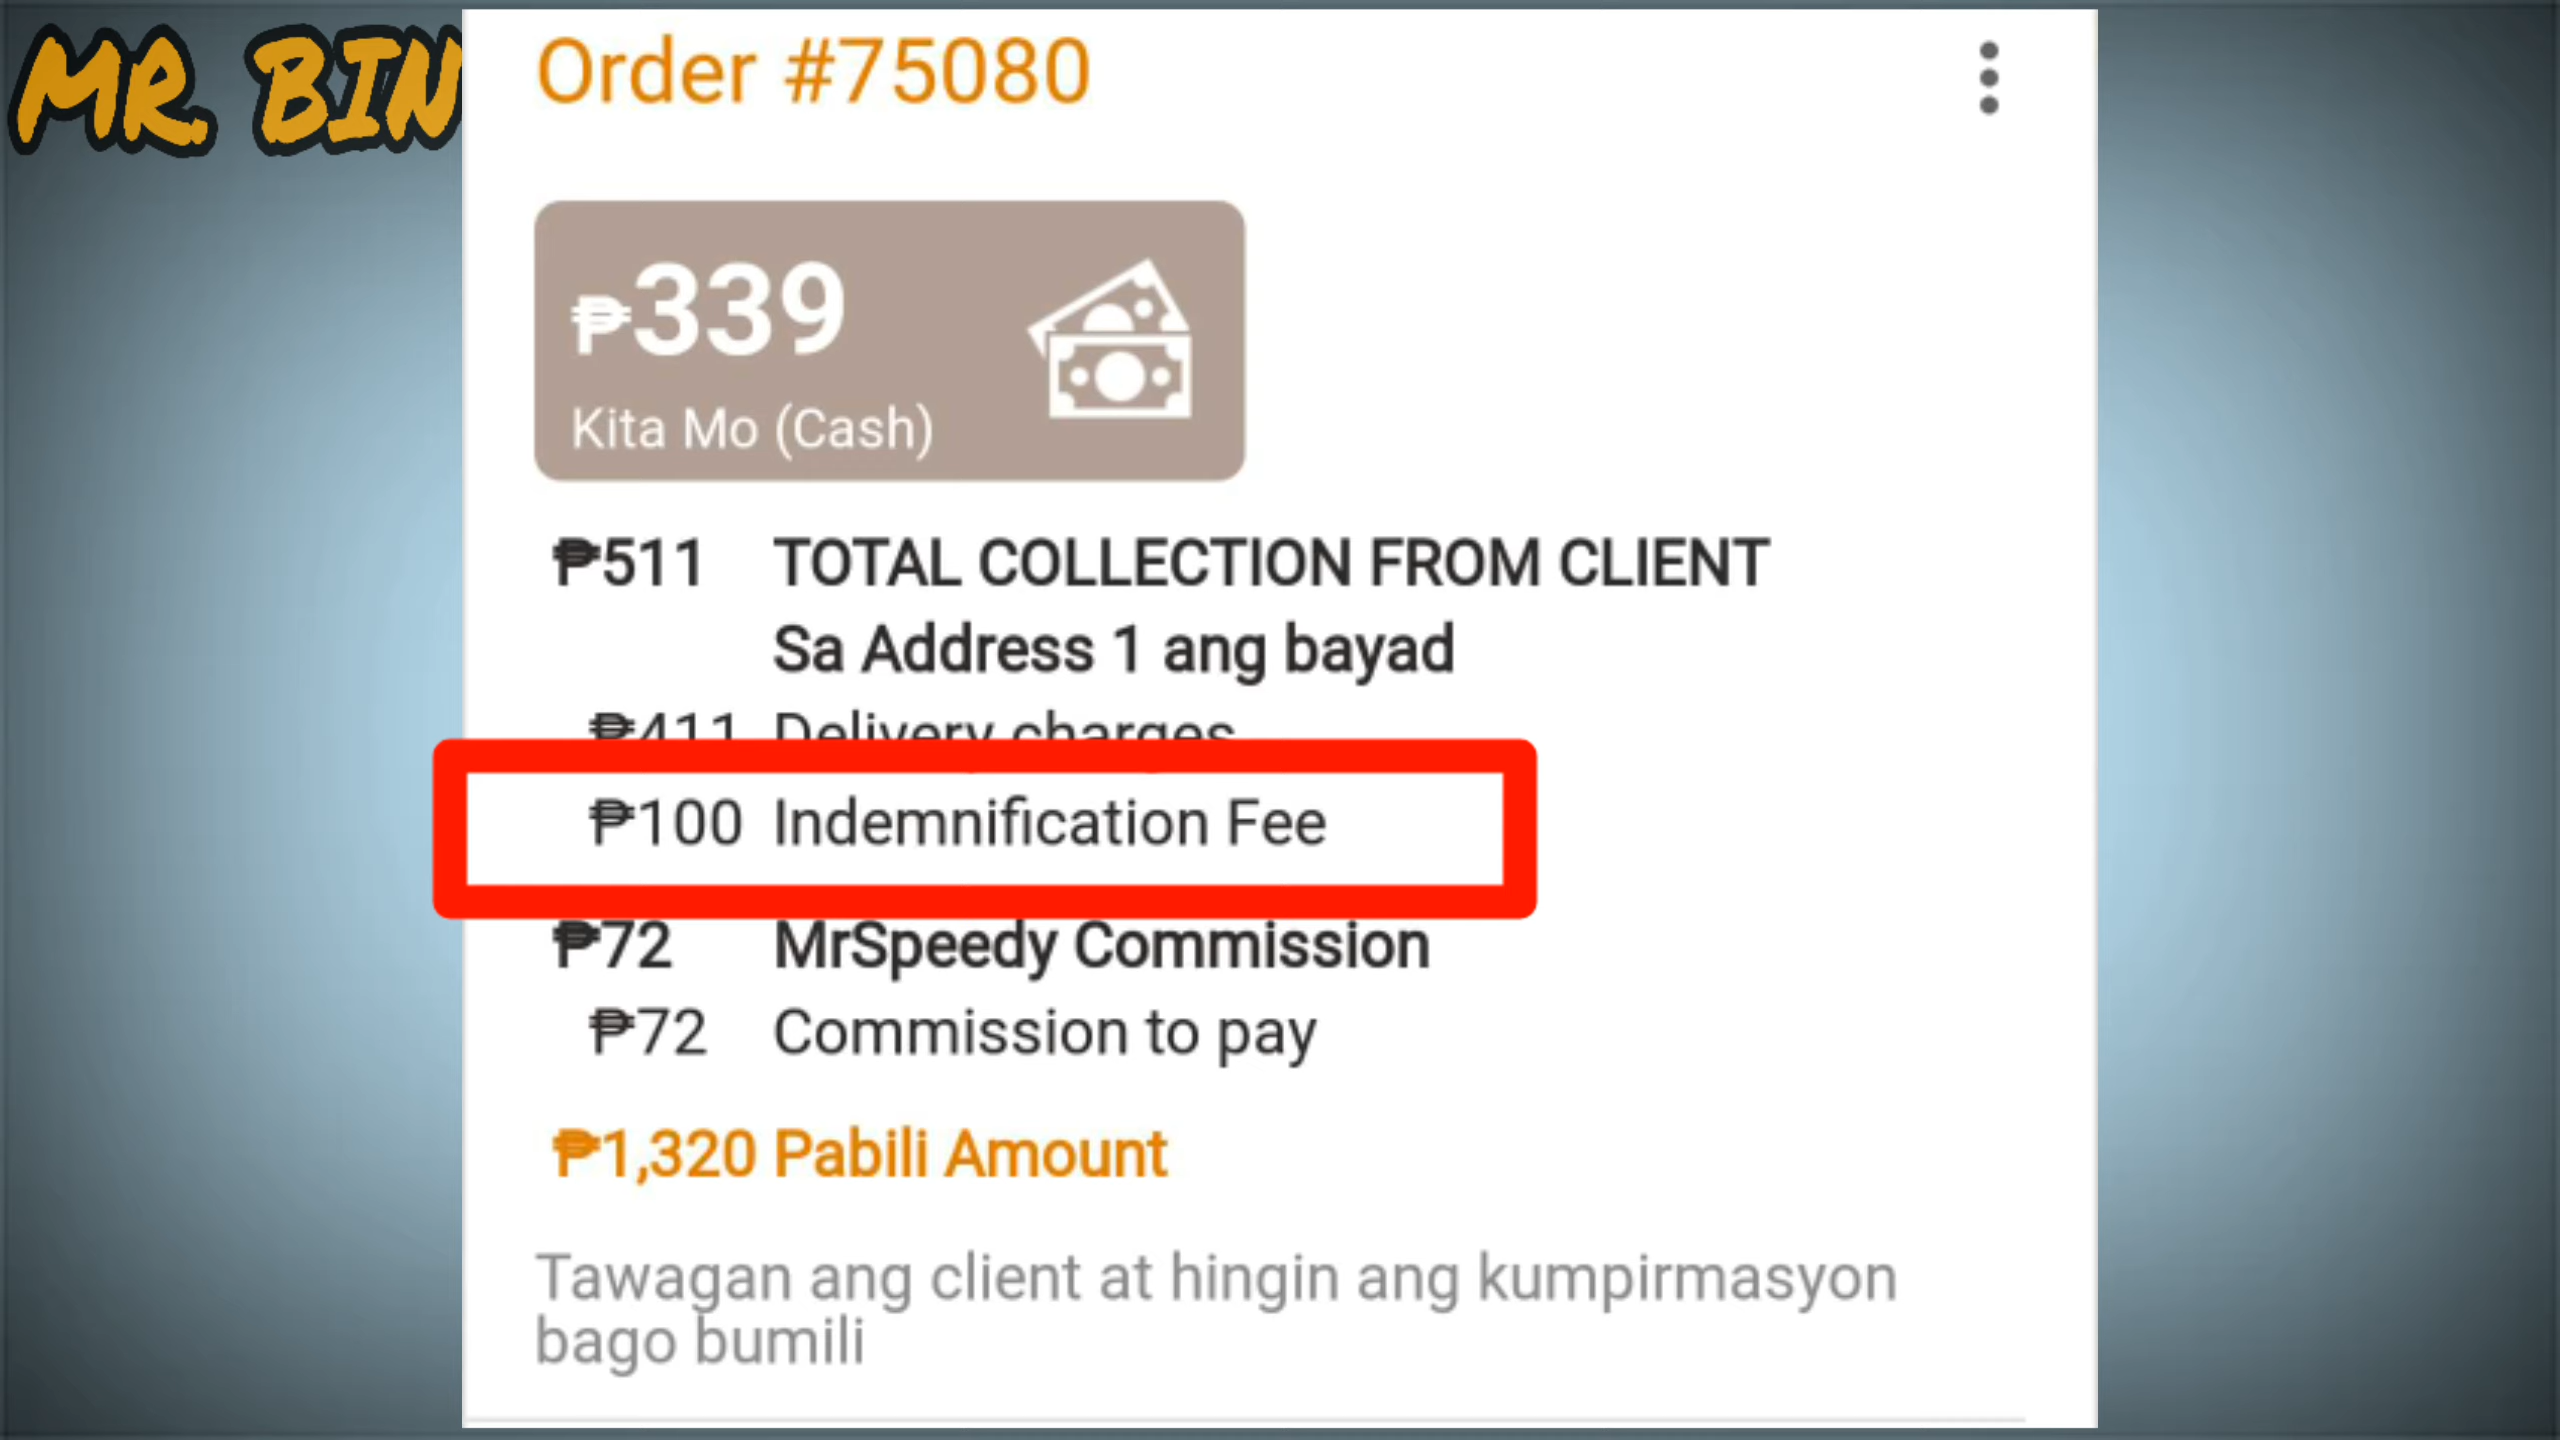 MR. BIN
Order #75080
₱339
Kita Mo (Cash)
₱511 TOTAL COLLECTION FROM CLIENT
Sa Address 1 ang bayad
₱411 Delivery charges
₱100 Indemnification Fee
₱72 MrSpeedy Commission
₱72 Commission to pay
₱1,320 Pabili Amount
Tawagan ang client at hingin ang kumpirmasyon
bago bumili